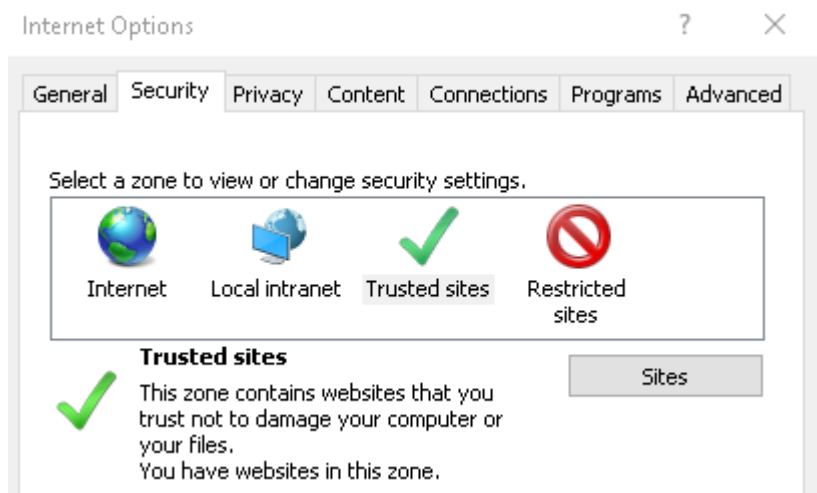 Internet Options ? ×
General Security Privacy Content Connections Programs Advanced
Select a zone to view or change security settings.
Internet Local intranet Trusted sites Restricted
sites
Trusted sites
Sites
This zone contains websites that you
trust not to damage your computer or
your files.
You have websites in this zone.